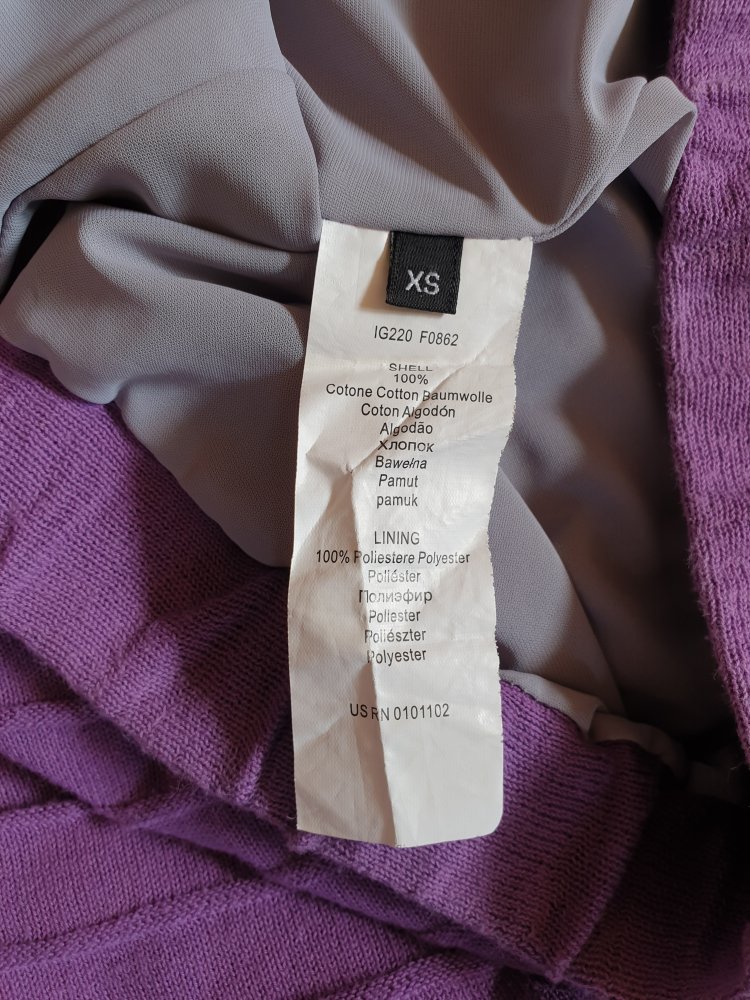 XS
IG220 F0862
SHELL
100%
Cotone Cotton Baumwolle
Coton Algodón
Algodão
Хлопок
Bawełna
Pamut
pamuk
LINING
100% Poliestere Polyester
Poliéster
Полиэфир
Poliester
Poliészter
Polyester
US RN 0101102